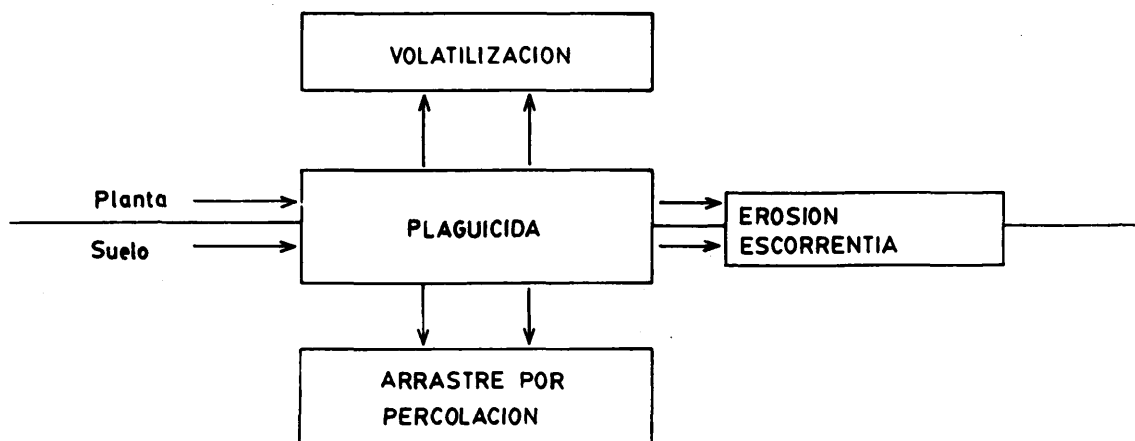 VOLATILIZACION
Planta
Suelo
PLAGUICIDA
EROSION
ESCORRENTIA
ARRASTRE POR
PERCOLACION